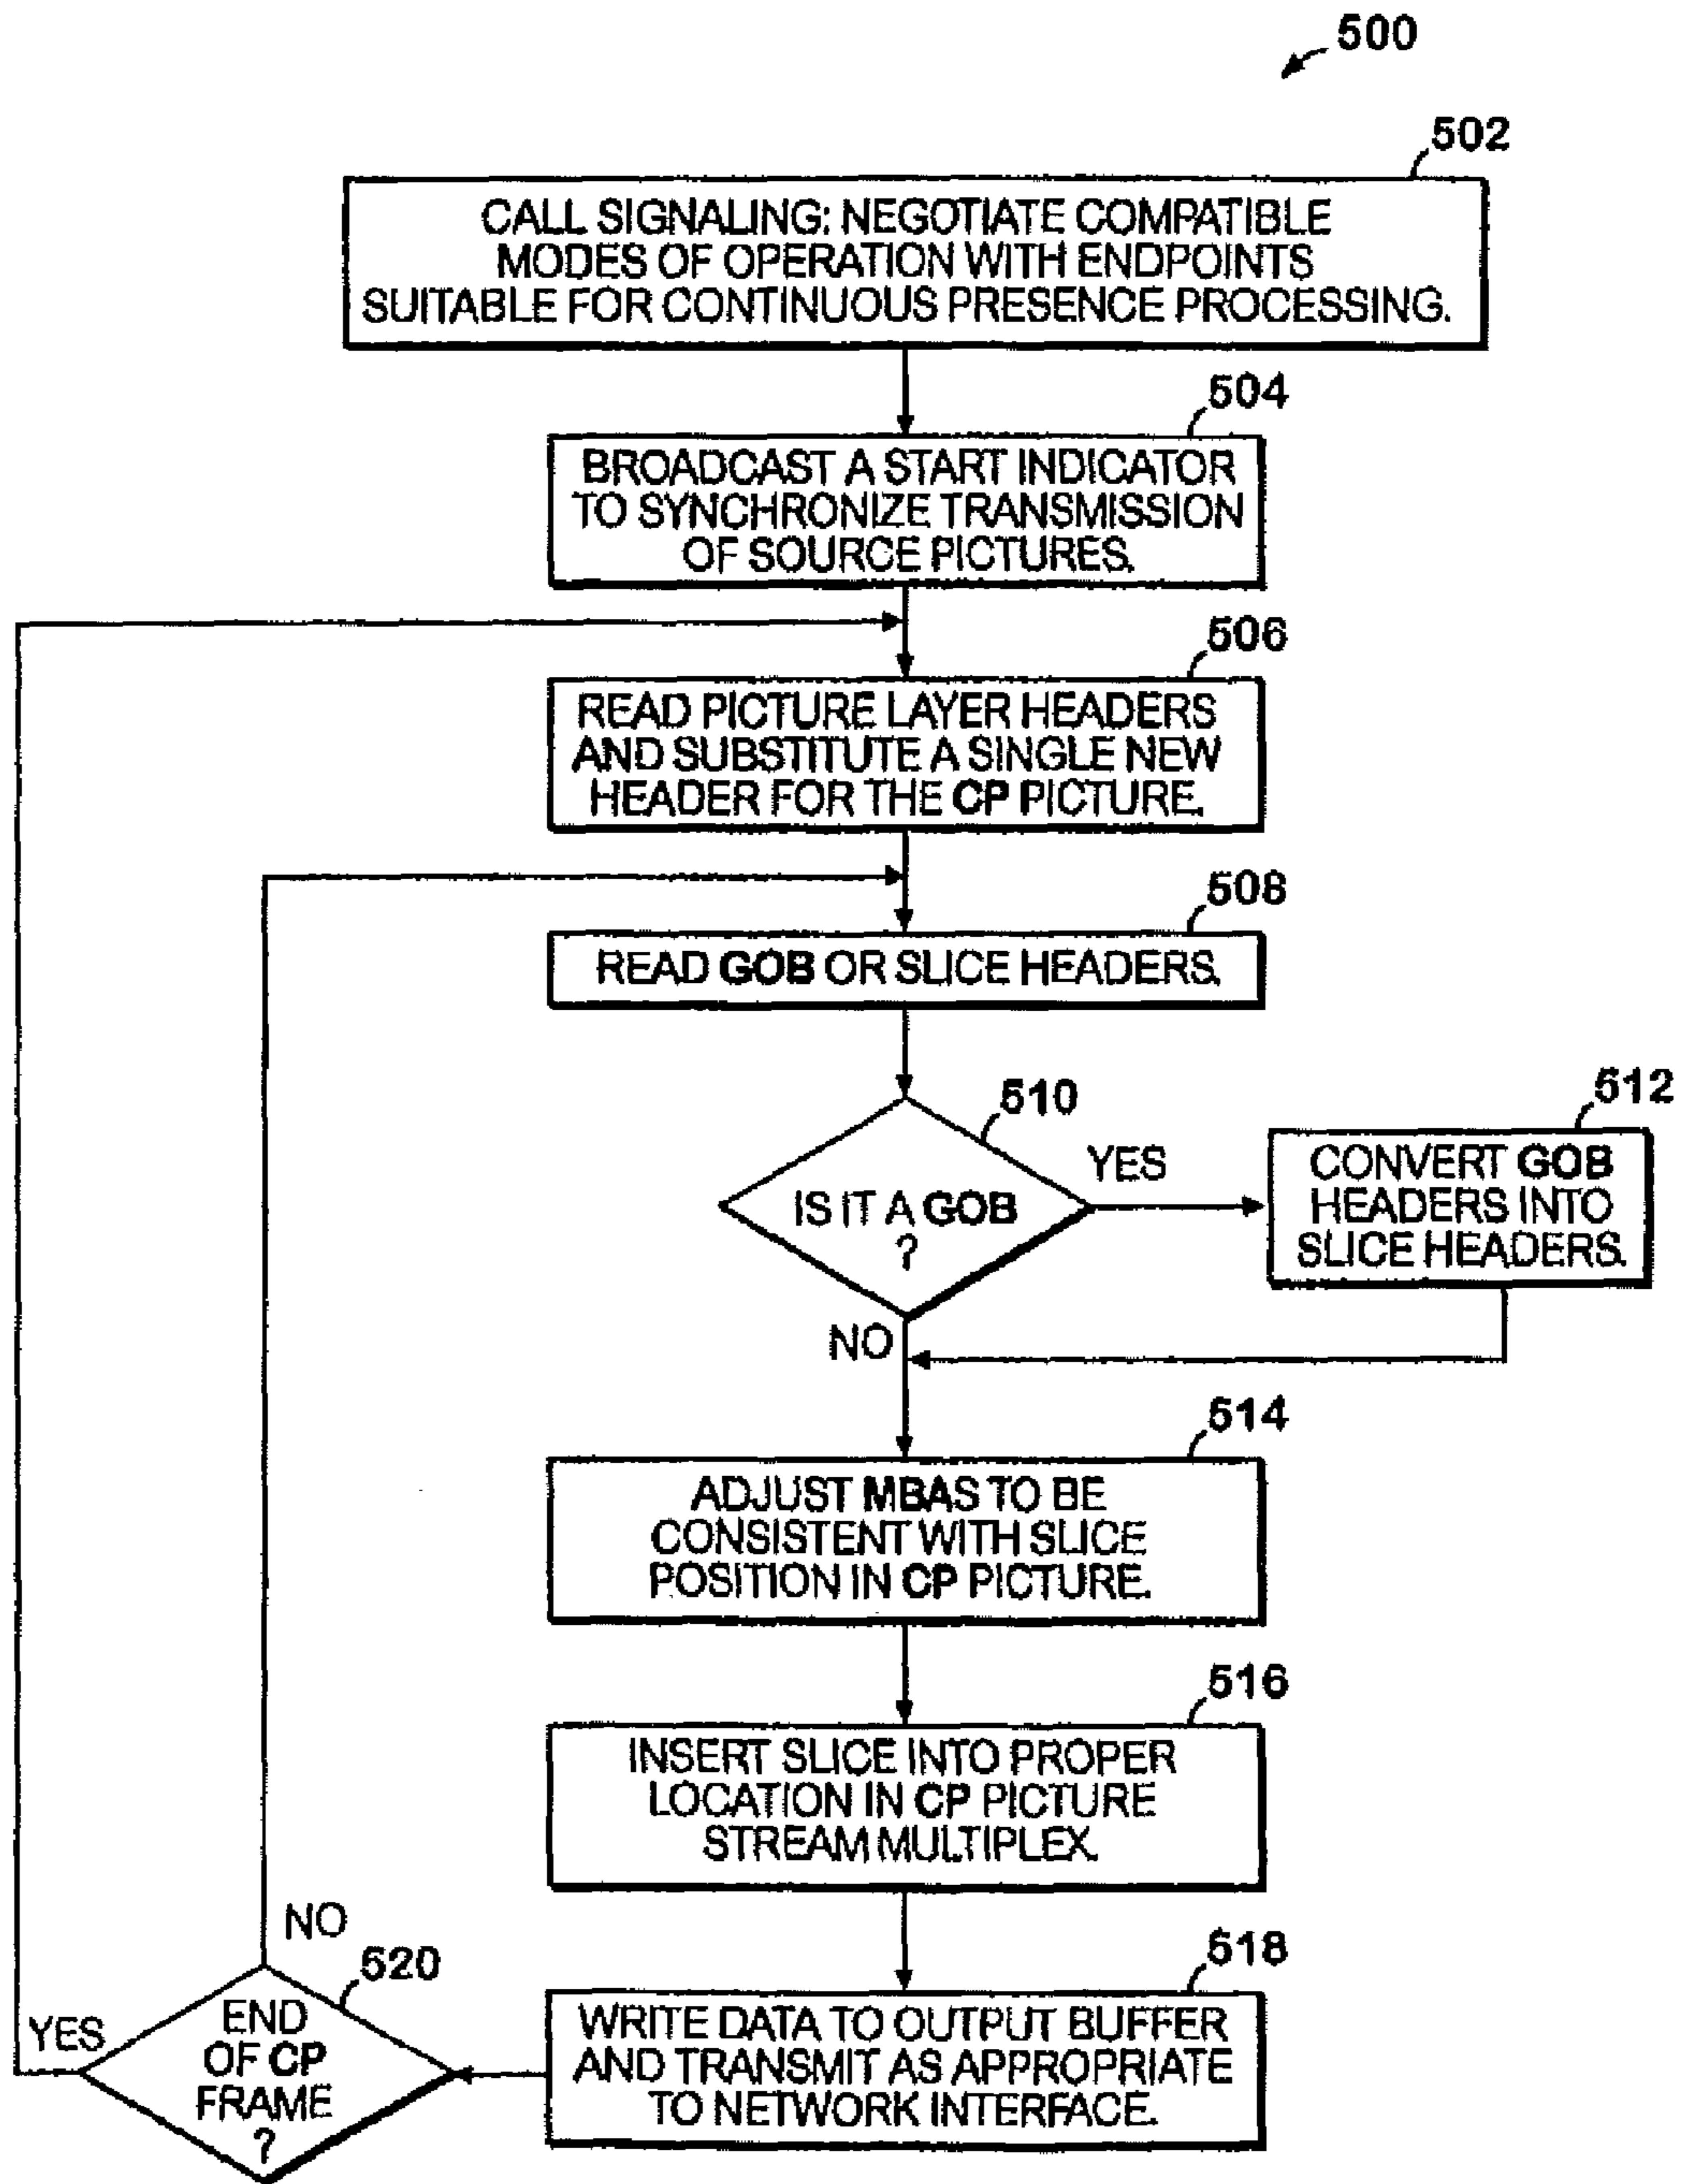 500
502
CALL SIGNALING: NEGOTIATE COMPATIBLE
MODES OF OPERATION WITH ENDPOINTS
SUITABLE FOR CONTINUOUS PRESENCE PROCESSING.
504
BROADCAST A START INDICATOR
TO SYNCHRONIZE TRANSMISSION
OF SOURCE PICTURES.
506
READ PICTURE LAYER HEADERS
AND SUBSTITUTE A SINGLE NEW
HEADER FOR THE CP PICTURE.
508
READ GOB OR SLICE HEADERS.
510
IS IT A GOB
?
YES
512
CONVERT GOB
HEADERS INTO
SLICE HEADERS.
NO
514
ADJUST MBAS TO BE
CONSISTENT WITH SLICE
POSITION IN CP PICTURE.
516
INSERT SLICE INTO PROPER
LOCATION IN CP PICTURE
STREAM MULTIPLEX.
518
WRITE DATA TO OUTPUT BUFFER
AND TRANSMIT AS APPROPRIATE
TO NETWORK INTERFACE.
520
END
OF CP
FRAME
?
NO
YES